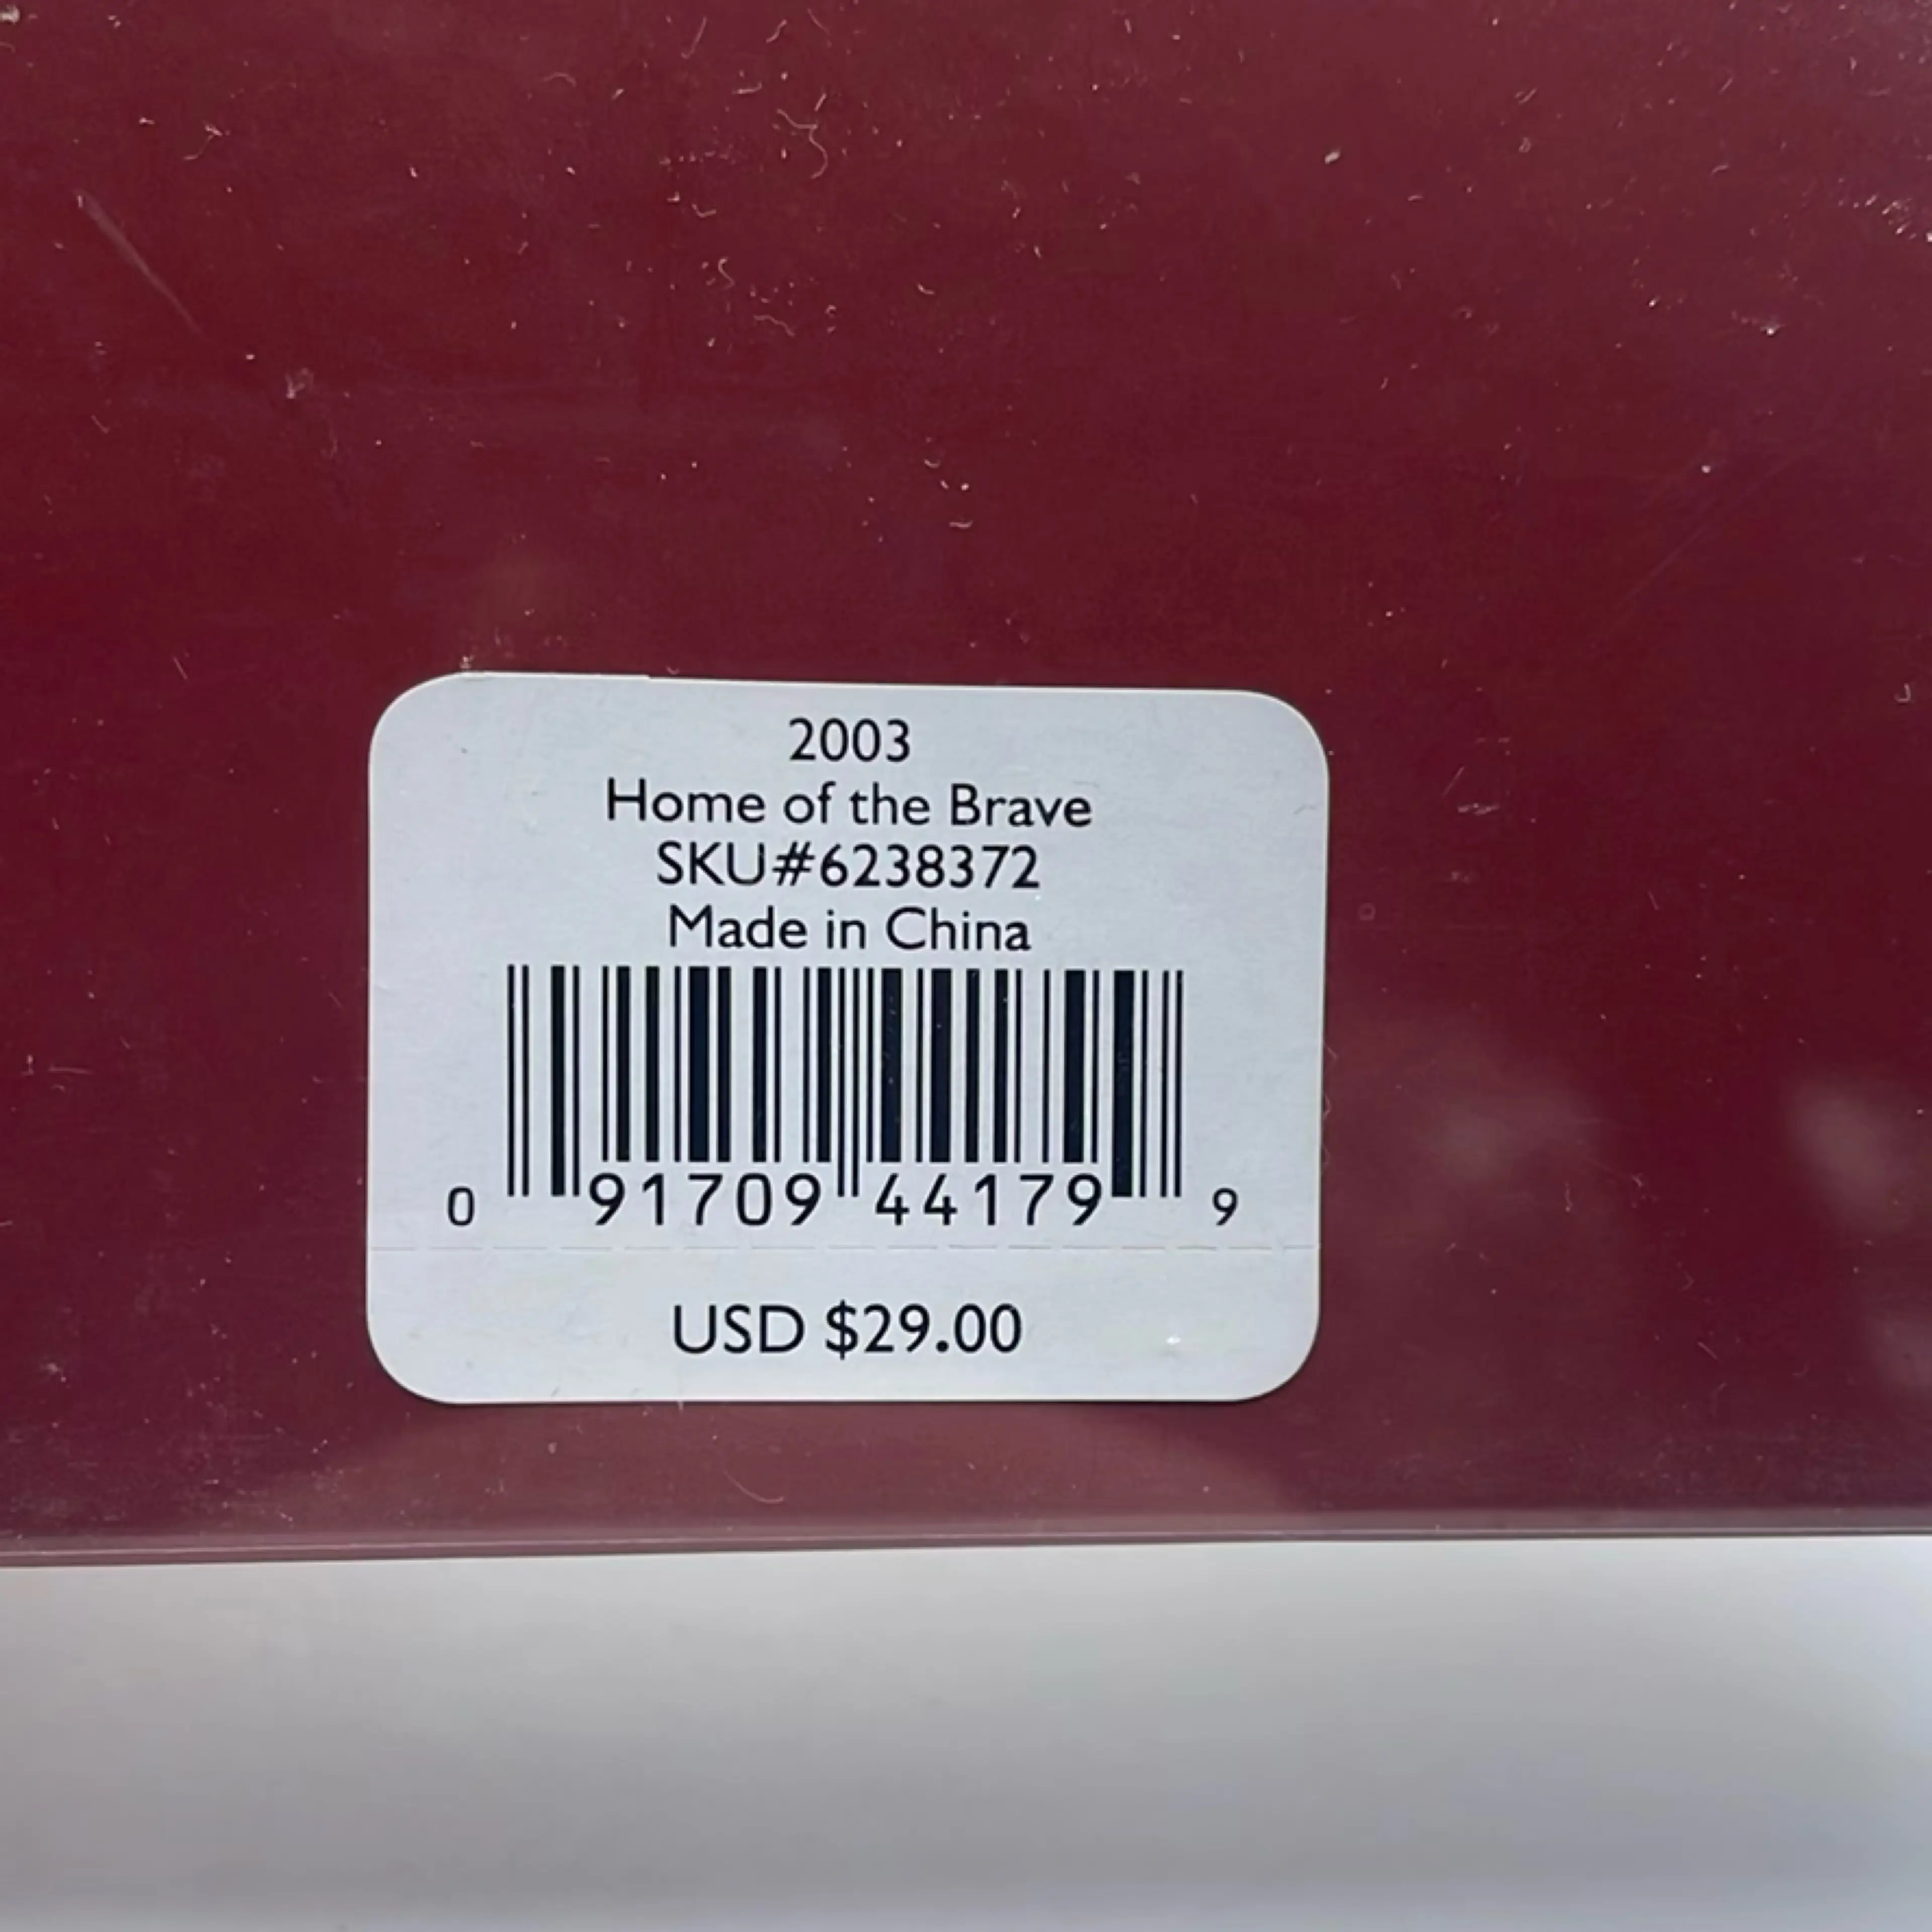 2003
Home of the Brave
SKU#6238372
Made in China
0 91709 44179 9
USD $29.00